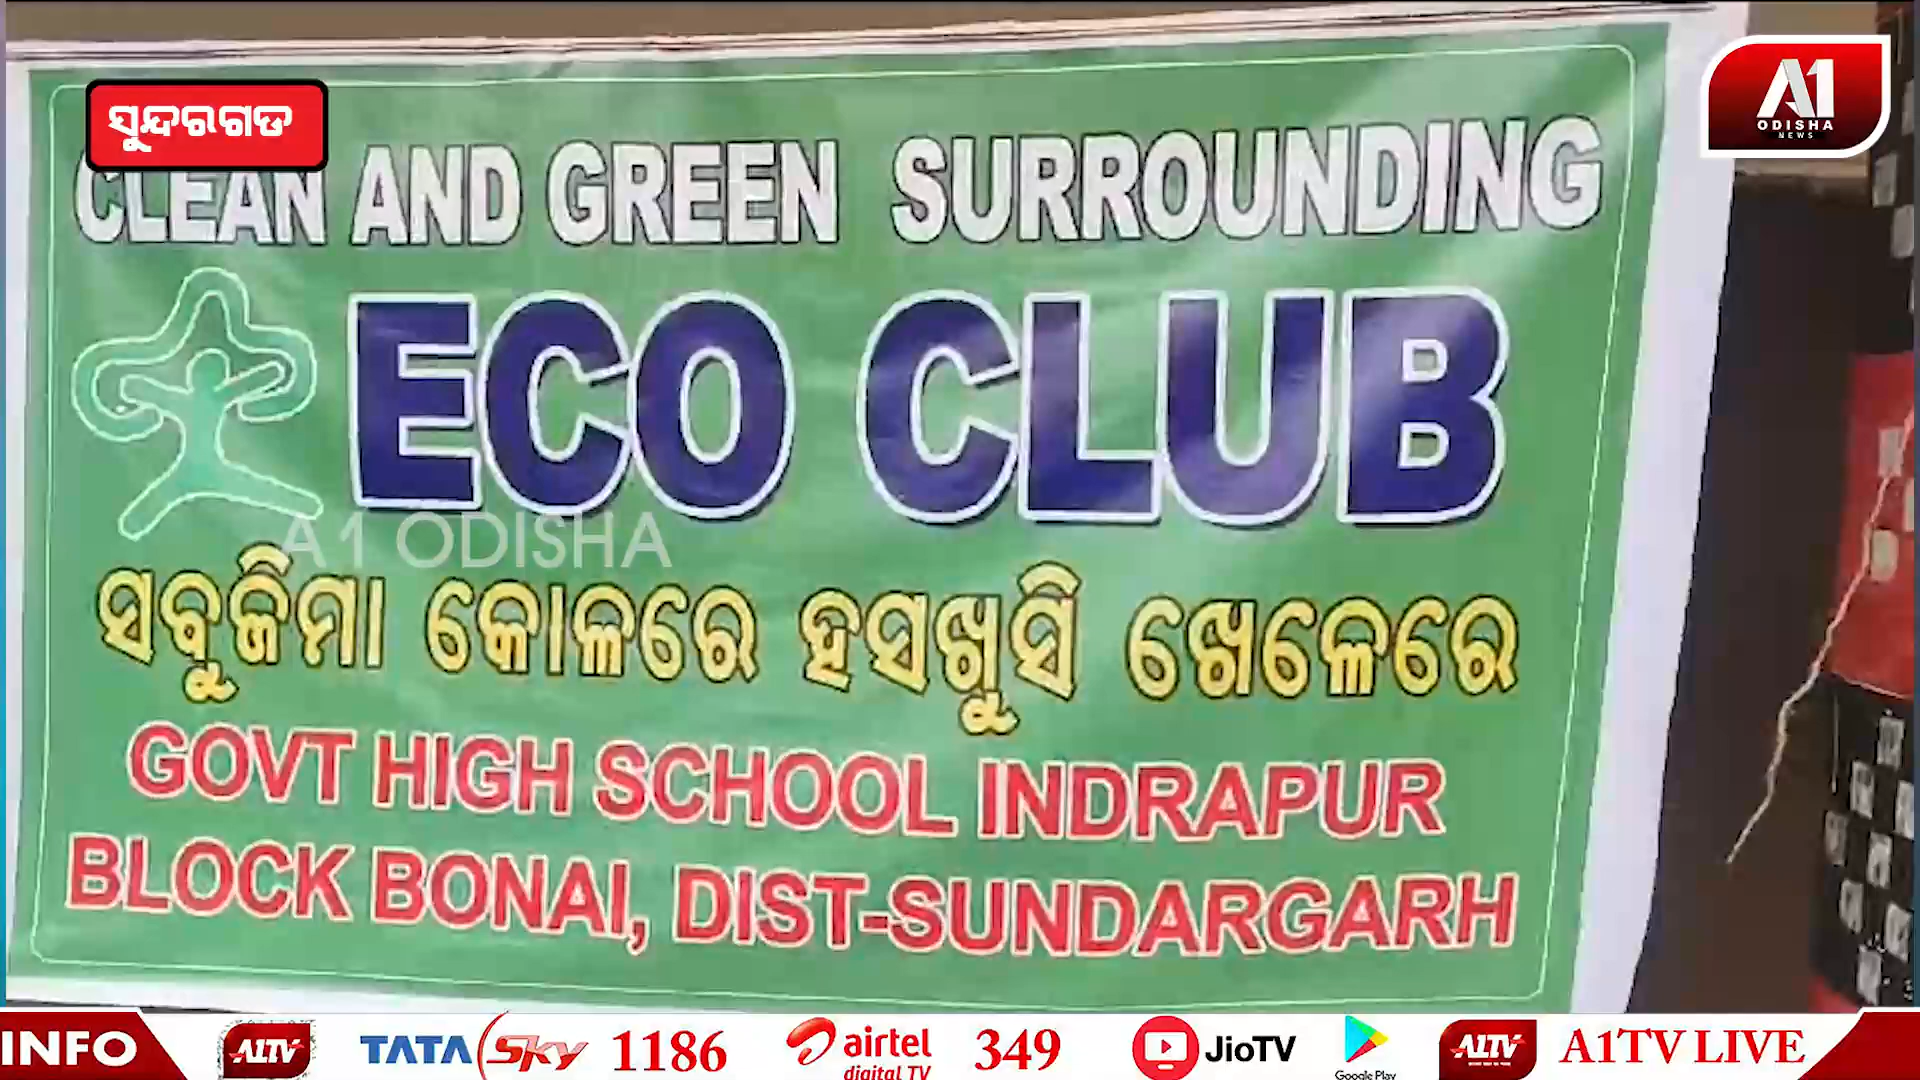 ସୁନ୍ଦରଗଡ
A1
ODISHA
NEWS
CLEAN AND GREEN SURROUNDING
ECO CLUB
A1 ODISHA
ସବୁଜିମା କୋଳରେ ହସଖୁସି ଖେଳେରେ
GOVT HIGH SCHOOL INDRAPUR
BLOCK BONAI, DIST-SUNDARGARH
INFO A1TV TATA Sky 1186 airtel digital TV 349 JioTV Google Play A1TV A1TV LIVE